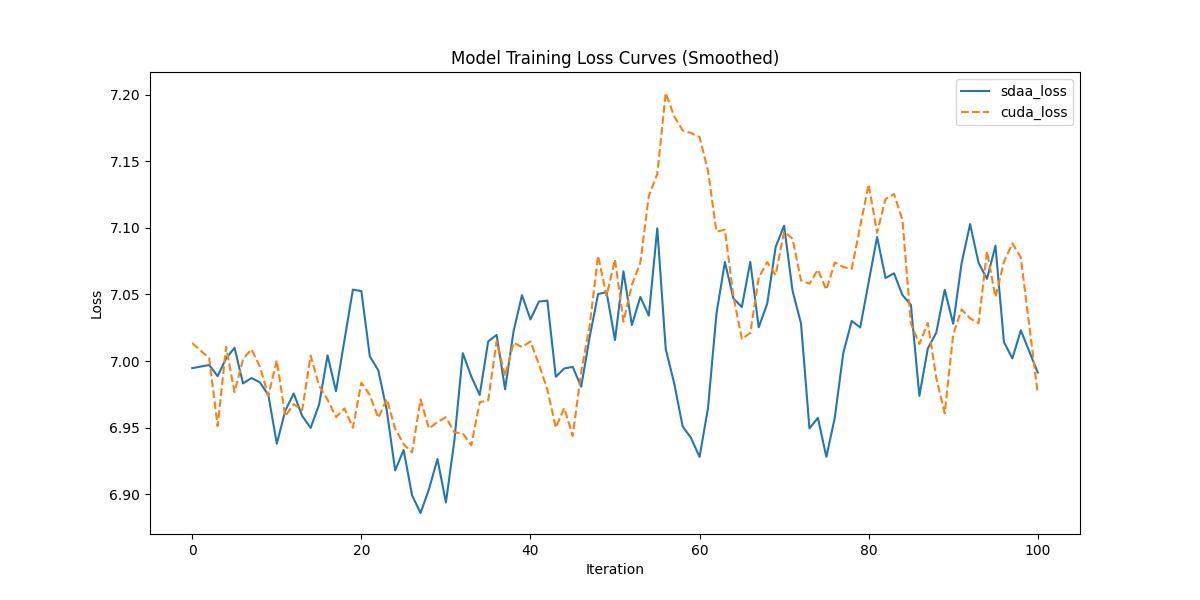 Model Training Loss Curves (Smoothed)
sdaa_loss
cuda_loss
Loss
7.20
7.15
7.10
7.05
7.00
6.95
6.90
0 20 40 60 80 100
Iteration